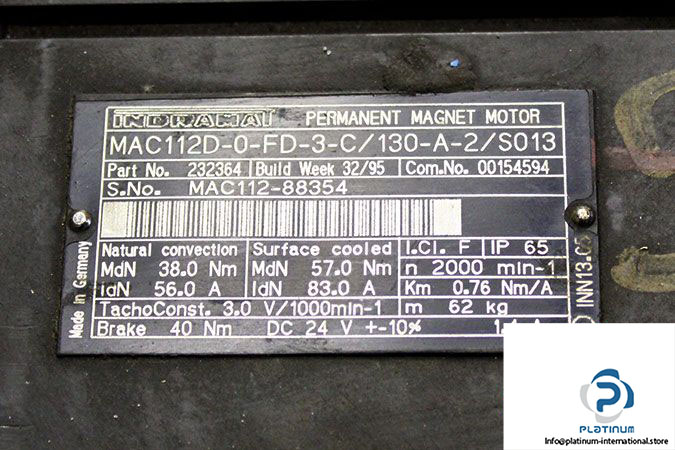 INDRAMAT PERMANENT MAGNET MOTOR
MAC112D-0-FD-3-C/130-A-2/S013
Part No. 232364 Build Week 32/95 Com.No. 00154594
S.No. MAC112-88354
Natural convection Surface cooled I.Cl. F IP 65
MdN 38.0 Nm MdN 57.0 Nm n 2000 min-1
IdN 56.0 A IdN 83.0 A Km 0.76 Nm/A
TachoConst. 3.0 V/1000min-1 m 62 kg
Brake 40 Nm DC 24 V +-10%
Made in Germany
INN13.0
PLATINUM
Info@platinum-international.store